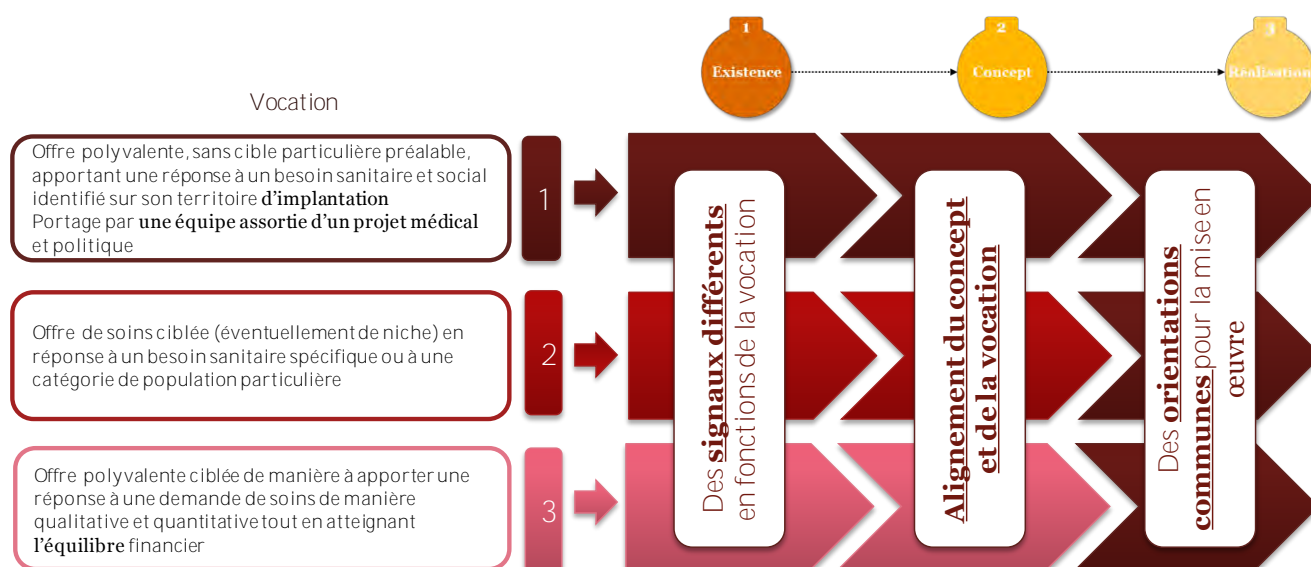 1
2
3
Existence
Concept
Réalisation
Vocation
Offre polyvalente, sans cible particulière préalable,
apportant une réponse à un besoin sanitaire et social
identifié sur son territoire d'implantation
Portage par une équipe assortie d'un projet médical
et politique
1
Offre de soins ciblée (éventuellement de niche) en
réponse à un besoin sanitaire spécifique ou à une
catégorie de population particulière
2
Offre polyvalente ciblée de manière à apporter une
réponse à une demande de soins de manière
qualitative et quantitative tout en atteignant
l'équilibre financier
3
Des signaux différents
en fonctions de la vocation
Alignement du concept
et de la vocation
Des orientations
communes pour la mise en
œuvre